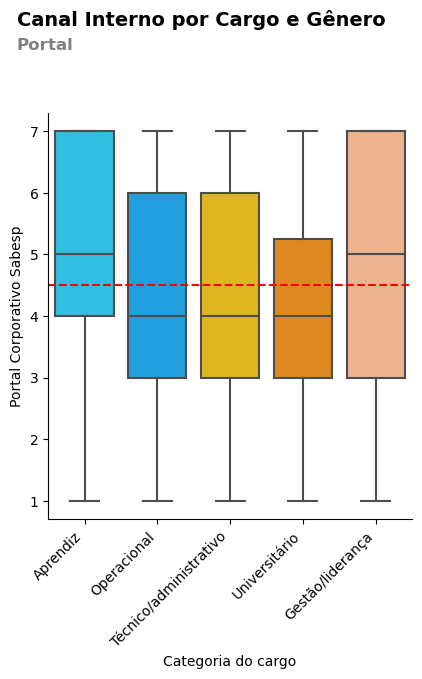 Canal Interno por Cargo e Gênero
Portal
Portal Corporativo Sabesp
7
6
5
4
3
2
1
Aprendiz
Operacional
Técnico/administrativo
Universitário
Gestão/liderança
Categoria do cargo